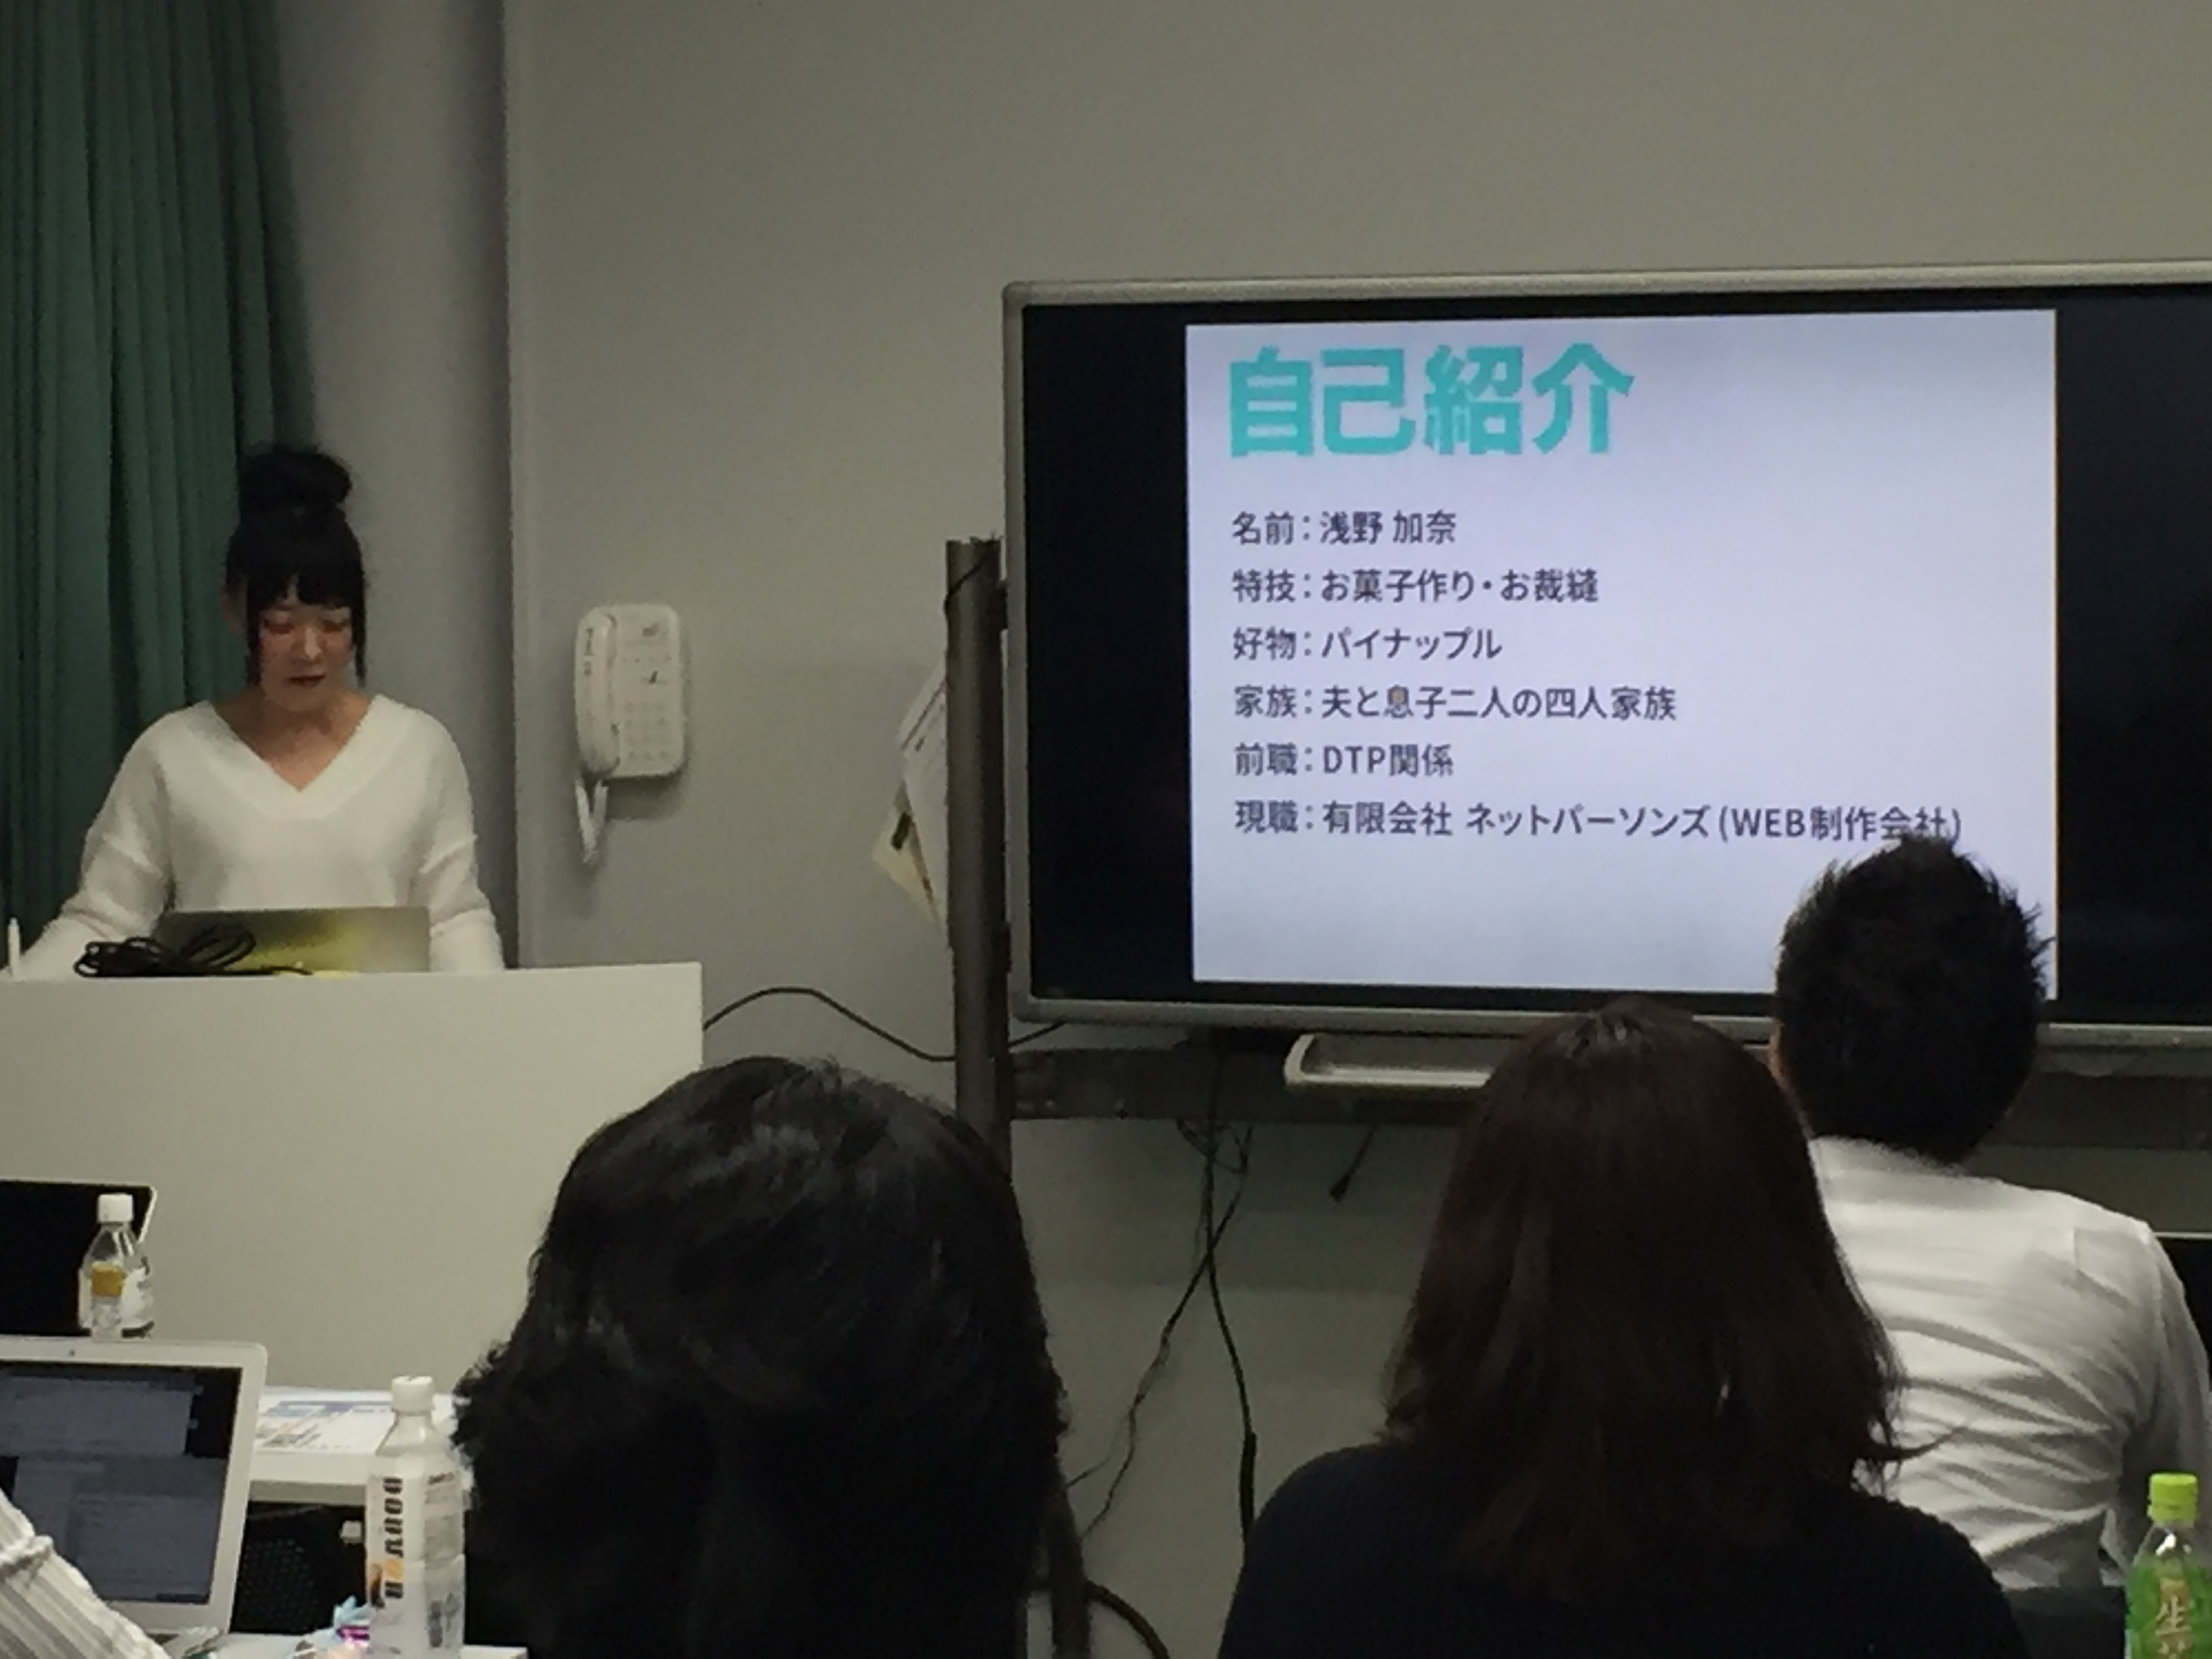 自己紹介
名前：浅野 加奈
特技：お菓子作り・お裁縫
好物：パイナップル
家族：夫と息子二人の四人家族
前職：DTP関係
現職：有限会社 ネットパーソンズ (WEB制作会社)
生